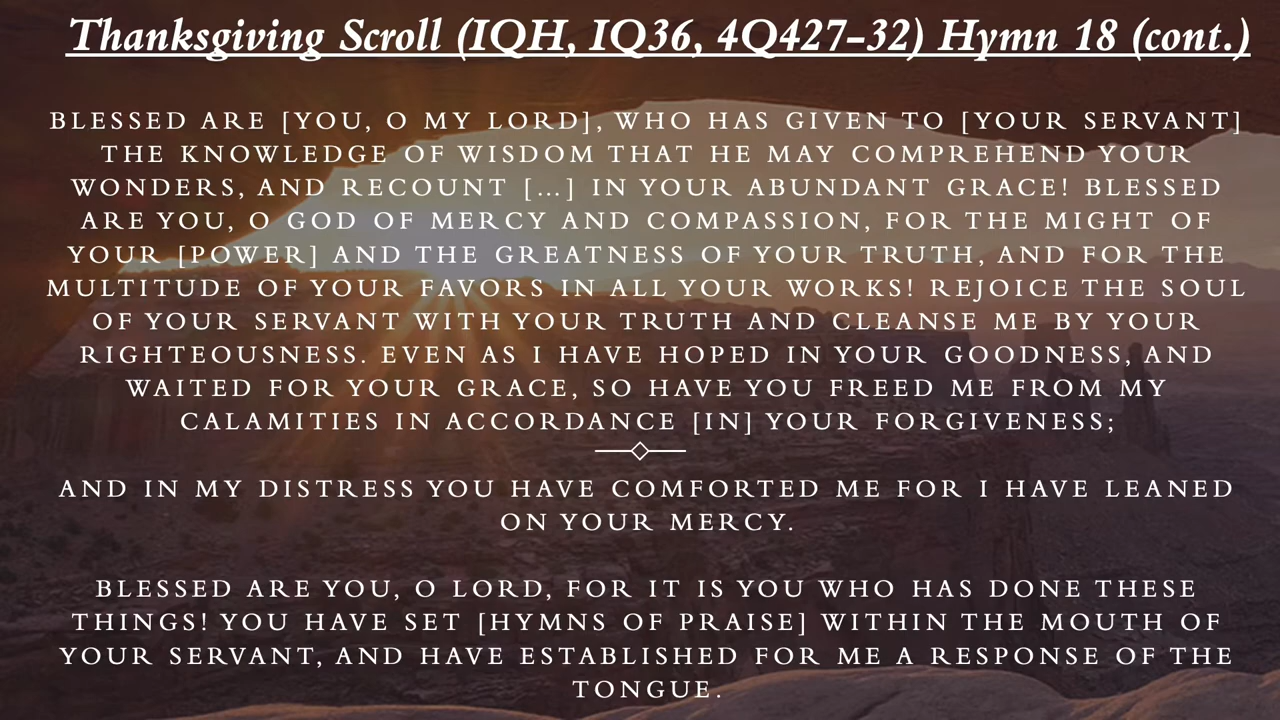 Thanksgiving Scroll (IQH, IQ36, 4Q427-32) Hymn 18 (cont.)
BLESSED ARE [YOU, O MY LORD], WHO HAS GIVEN TO [YOUR SERVANT]
THE KNOWLEDGE OF WISDOM THAT HE MAY COMPREHEND YOUR
WONDERS, AND RECOUNT [...] IN YOUR ABUNDANT GRACE! BLESSED
ARE YOU, O GOD OF MERCY AND COMPASSION, FOR THE MIGHT OF
YOUR [POWER] AND THE GREATNESS OF YOUR TRUTH, AND FOR THE
MULTITUDE OF YOUR FAVORS IN ALL YOUR WORKS! REJOICE THE SOUL
OF YOUR SERVANT WITH YOUR TRUTH AND CLEANSE ME BY YOUR
RIGHTEOUSNESS. EVEN AS I HAVE HOPED IN YOUR GOODNESS, AND
WAITED FOR YOUR GRACE, SO HAVE YOU FREED ME FROM MY
CALAMITIES IN ACCORDANCE [IN] YOUR FORGIVENESS;
AND IN MY DISTRESS YOU HAVE COMFORTED ME FOR I HAVE LEANED
ON YOUR MERCY.
BLESSED ARE YOU, O LORD, FOR IT IS YOU WHO HAS DONE THESE
THINGS! YOU HAVE SET [HYMNS OF PRAISE] WITHIN THE MOUTH OF
YOUR SERVANT, AND HAVE ESTABLISHED FOR ME A RESPONSE OF THE
TONGUE.